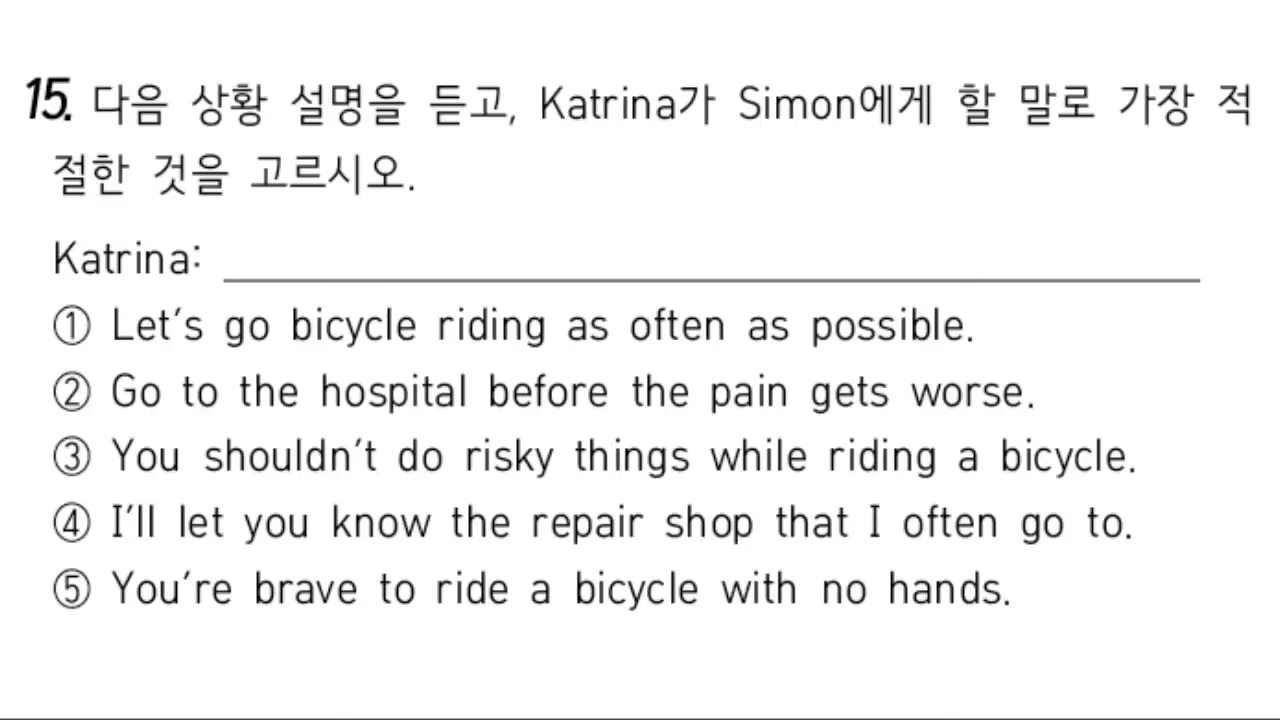 15. 다음 상황 설명을 듣고, Katrina가 Simon에게 할 말로 가장 적
절한 것을 고르시오.
Katrina: 
① Let's go bicycle riding as often as possible.
② Go to the hospital before the pain gets worse.
③ You shouldn't do risky things while riding a bicycle.
④ I'll let you know the repair shop that I often go to.
⑤ You're brave to ride a bicycle with no hands.